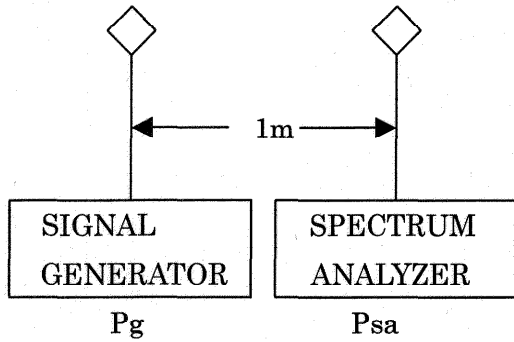 1m
SIGNAL
GENERATOR
SPECTRUM
ANALYZER
Pg
Psa